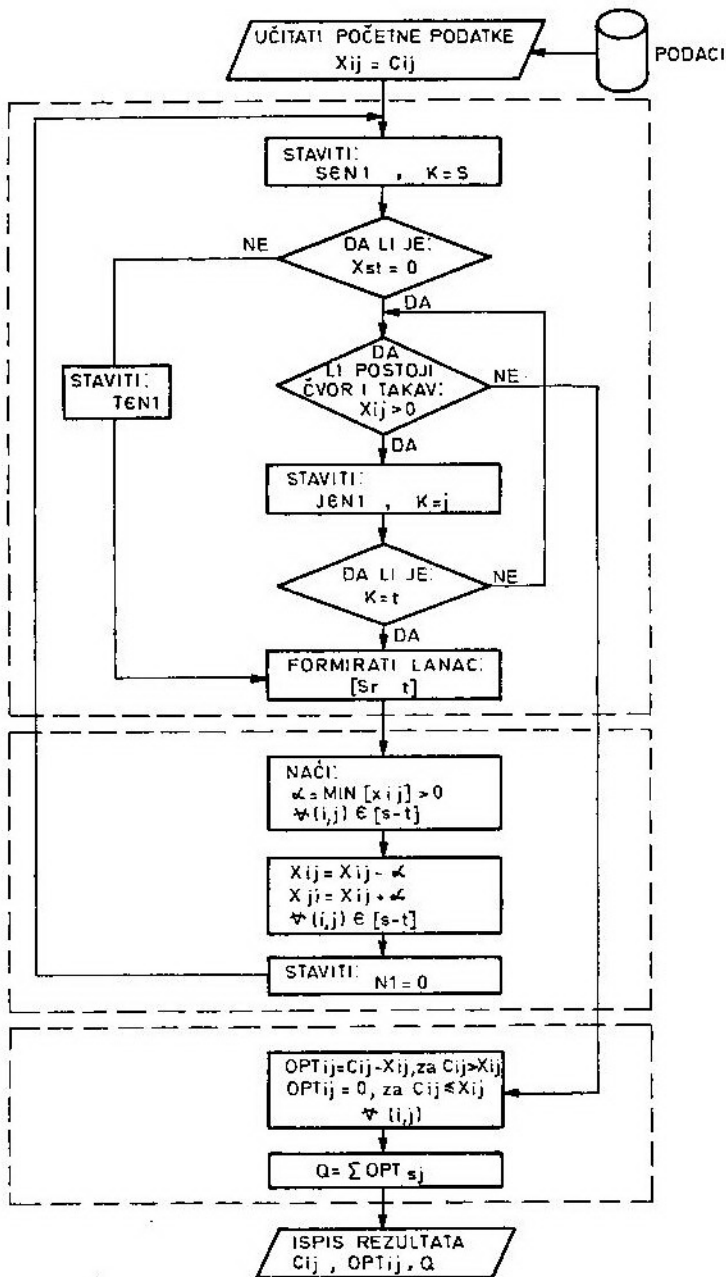 UČITATI POČETNE PODATKE
Xij = Cij
PODACI
STAVITI:
SЄN1 , K=S
NE
DA LI JE:
Xst = 0
DA
STAVITI:
TЄN1
DA
LI POSTOJI
ČVOR I TAKAV:
Xij > 0
NE
DA
STAVITI:
JЄN1 , K=j
DA LI JE:
K=t
NE
DA
FORMIRATI LANAC:
[Sr t]
NAĆI:
α = MIN [xij] > 0
∀ (i,j) Є [s-t]
Xij = Xij - α
Xji = Xij + α
∀ (i,j) Є [s-t]
STAVITI:
N1 = 0
OPTij=Cij-Xij, za Cij>Xij
OPTij = 0, za Cij≤Xij
∀ (i,j)
Q= ∑ OPT sj
ISPIS REZULTATA
Cij , OPTij, Q